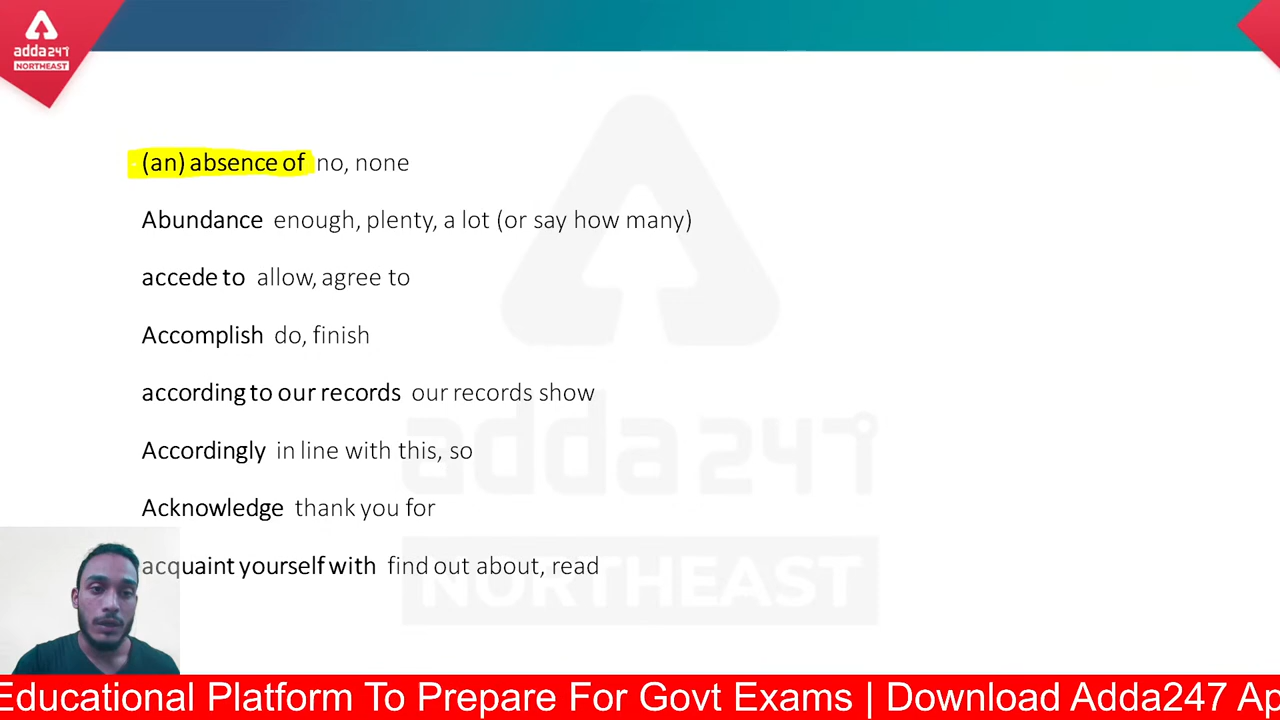 adda247
NORTHEAST
(an) absence of no, none
Abundance enough, plenty, a lot (or say how many)
accede to allow, agree to
Accomplish do, finish
according to our records our records show
Accordingly in line with this, so
Acknowledge thank you for
acquaint yourself with find out about, read
adda247
NORTHEAST
Educational Platform To Prepare For Govt Exams | Download Adda247 Ap